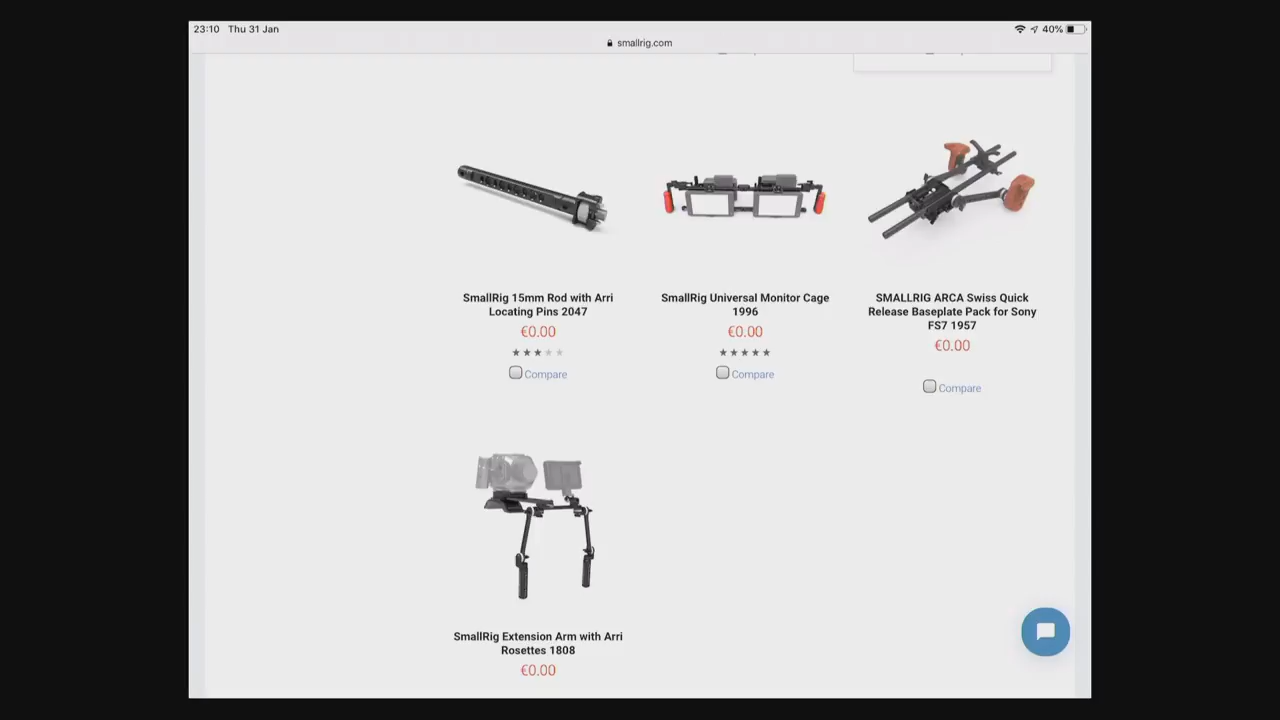 23:10 Thu 31 Jan
40%
smallrig.com
SmallRig 15mm Rod with Arri
Locating Pins 2047
€0.00
Compare
SmallRig Universal Monitor Cage
1996
€0.00
Compare
SMALLRIG ARCA Swiss Quick
Release Baseplate Pack for Sony
FS7 1957
€0.00
Compare
SmallRig Extension Arm with Arri
Rosettes 1808
€0.00